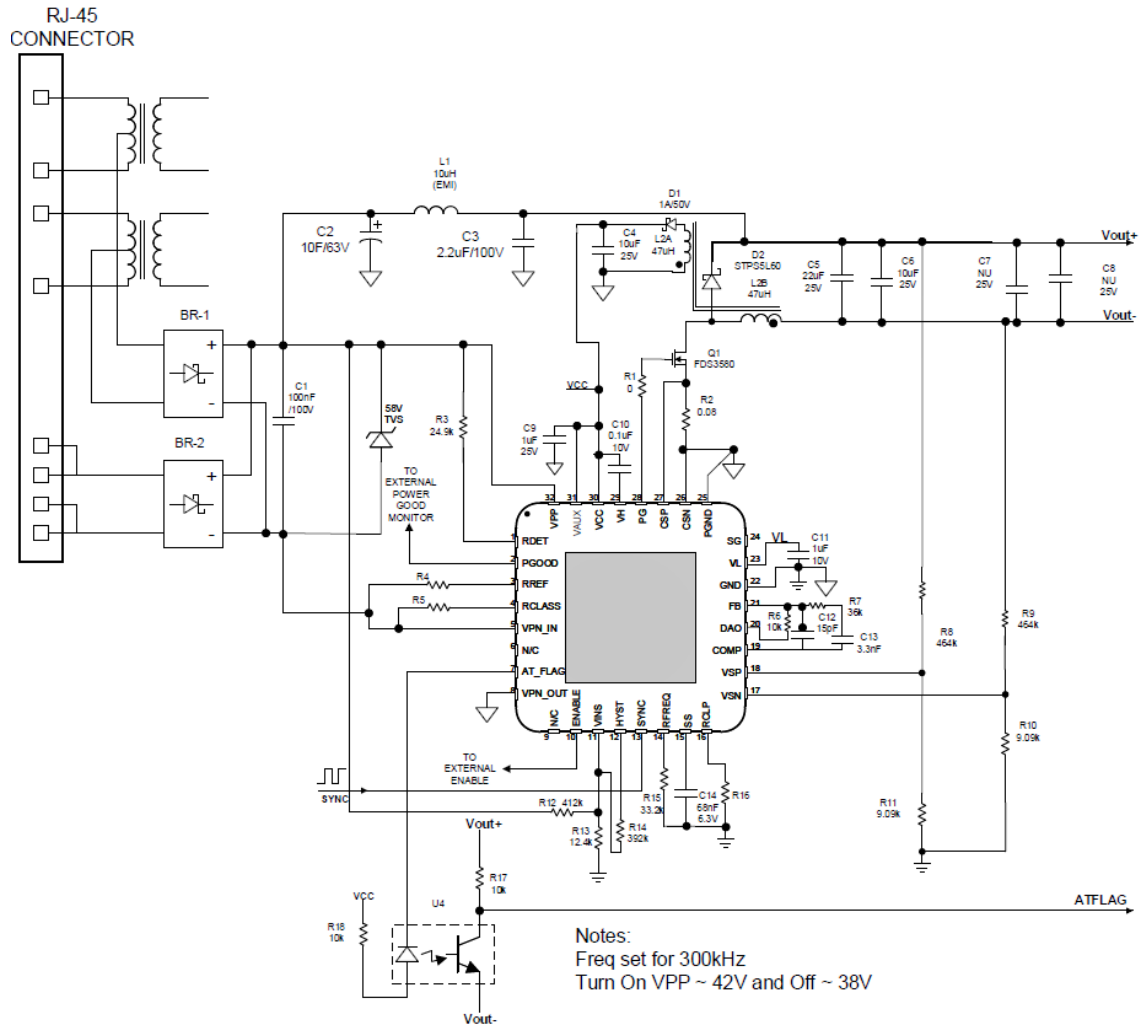 RJ-45
CONNECTOR
L1
10uH
(EMI)
C2
10F/63V
+
C3
2.2uF/100V
D1
1A/50V
C4
10uF
25V
L2A
47uH
D2
STPS5L60
L2B
47uH
C5
22uF
25V
C6
10uF
25V
C7
NU
25V
C8
NU
25V
Vout+
Vout-
BR-1
+
-
C1
100nF
/100V
58V
TVS
R3
24.9k
BR-2
+
-
TO
EXTERNAL
POWER
GOOD
MONITOR
VCC
R1
0
Q1
FDS3580
R2
0.08
C9
1uF
25V
C10
0.1uF
10V
32
31
30
29
28
27
26
25
VPP
VAUX
VCC
VH
PG
CSP
CSN
PGND
1 RDET
2 PGOOD
3 RREF
4 RCLASS
5 VPN_IN
6 N/C
7 AT_FLAG
8 VPN_OUT
R4
R5
SG 24
VL 23
GND 22
FB 21
DAO 20
COMP 19
VSP 18
VSN 17
VL
C11
1uF
10V
R6
10k
C12
15pF
R7
36k
C13
3.3nF
R8
464k
R9
464k
R10
9.09k
R11
9.09k
N/C
ENABLE
VINS
HYST
SYNC
RFREQ
SS
RCLP
9
10
11
12
13
14
15
16
TO
EXTERNAL
ENABLE
SYNC
R12 412k
R13
12.4k
R14
392k
R15
33.2k
C14
68nF
6.3V
R16
Vout+
R17
10k
U4
VCC
R18
10k
Vout-
ATFLAG
Notes:
Freq set for 300kHz
Turn On VPP ~ 42V and Off ~ 38V